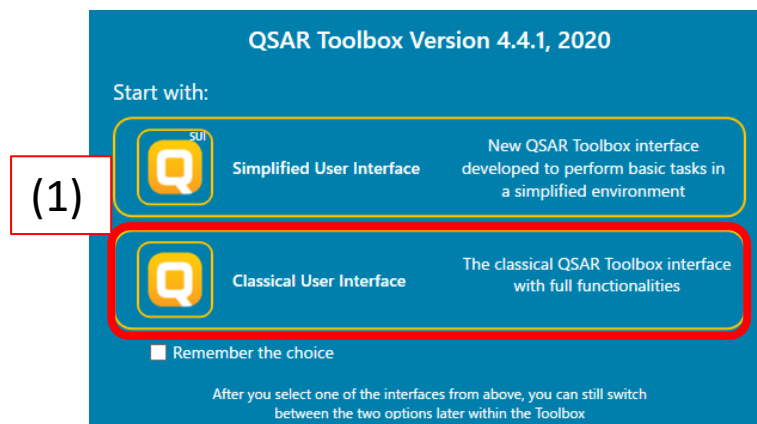 QSAR Toolbox Version 4.4.1, 2020
Start with:
SUI
Simplified User Interface
New QSAR Toolbox interface
developed to perform basic tasks in
a simplified environment
(1)
Classical User Interface
The classical QSAR Toolbox interface
with full functionalities
Remember the choice
After you select one of the interfaces from above, you can still switch
between the two options later within the Toolbox